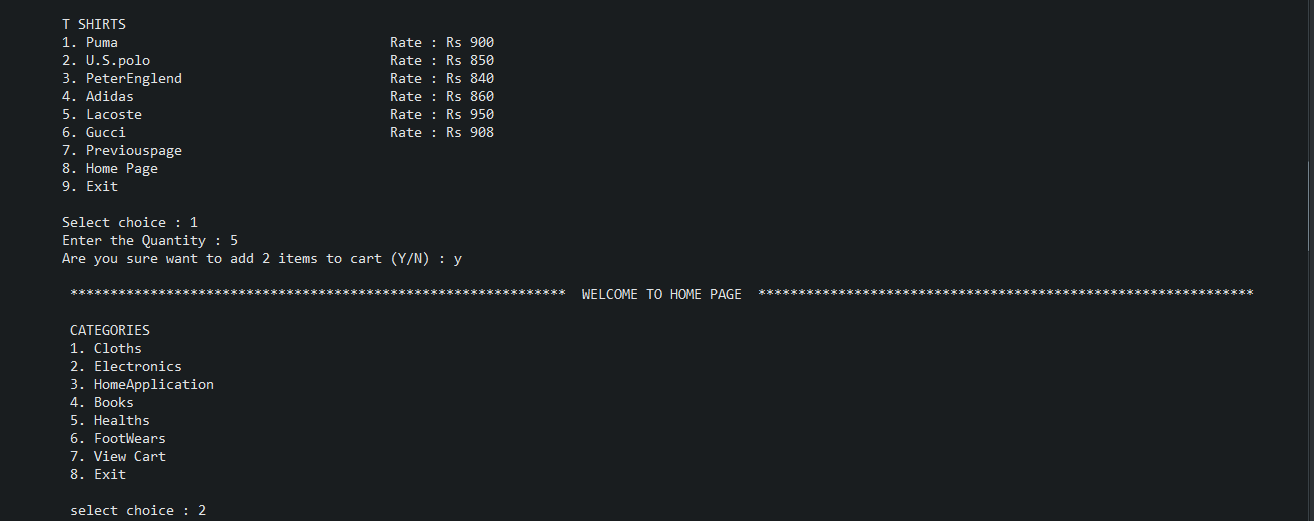 T SHIRTS
1. Puma Rate : Rs 900
2. U.S.polo Rate : Rs 850
3. PeterEnglend Rate : Rs 840
4. Adidas Rate : Rs 860
5. Lacoste Rate : Rs 950
6. Gucci Rate : Rs 908
7. Previouspage
8. Home Page
9. Exit
Select choice : 1
Enter the Quantity : 5
Are you sure want to add 2 items to cart (Y/N) : y
************************************************************** WELCOME TO HOME PAGE **************************************************************
CATEGORIES
1. Cloths
2. Electronics
3. HomeApplication
4. Books
5. Healths
6. FootWears
7. View Cart
8. Exit
select choice : 2